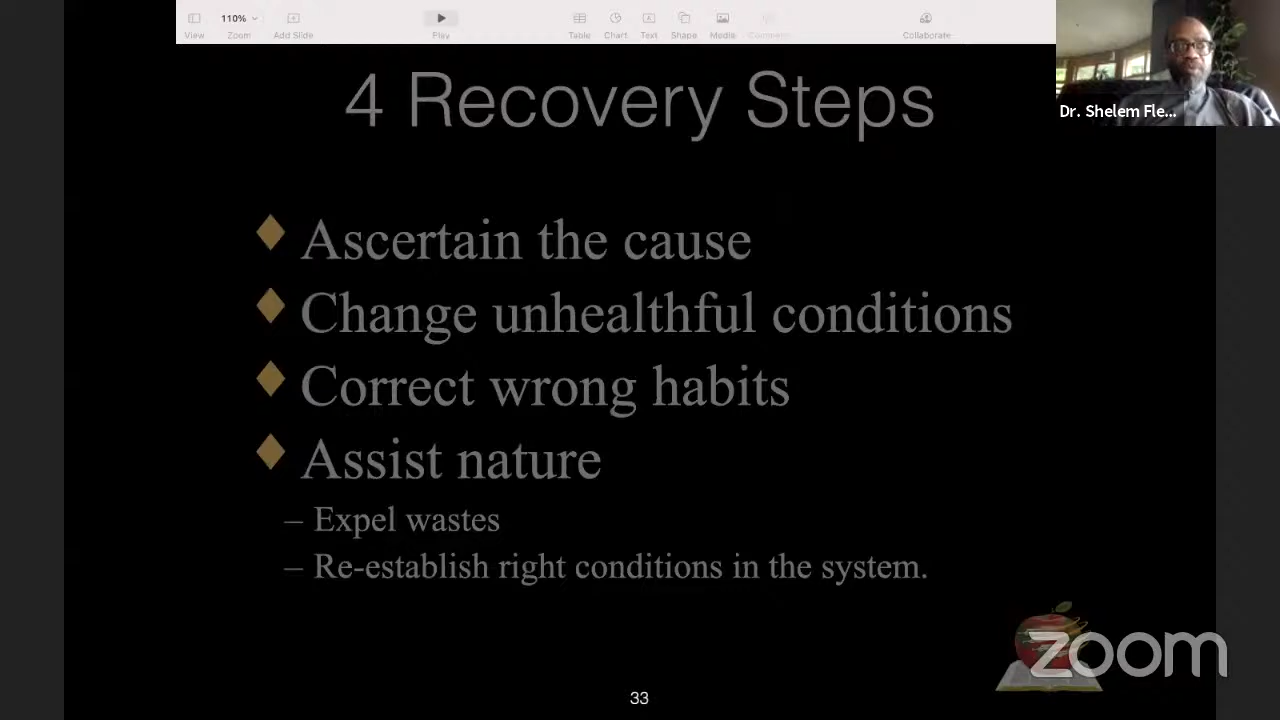 110%
View
Zoom
Add Slide
Play
Table
Chart
Text
Shape
Media
Comment
Collaborate
Dr. Shelem Fle...
4 Recovery Steps
Ascertain the cause
Change unhealthful conditions
Correct wrong habits
Assist nature
– Expel wastes
– Re-establish right conditions in the system.
zoom
33